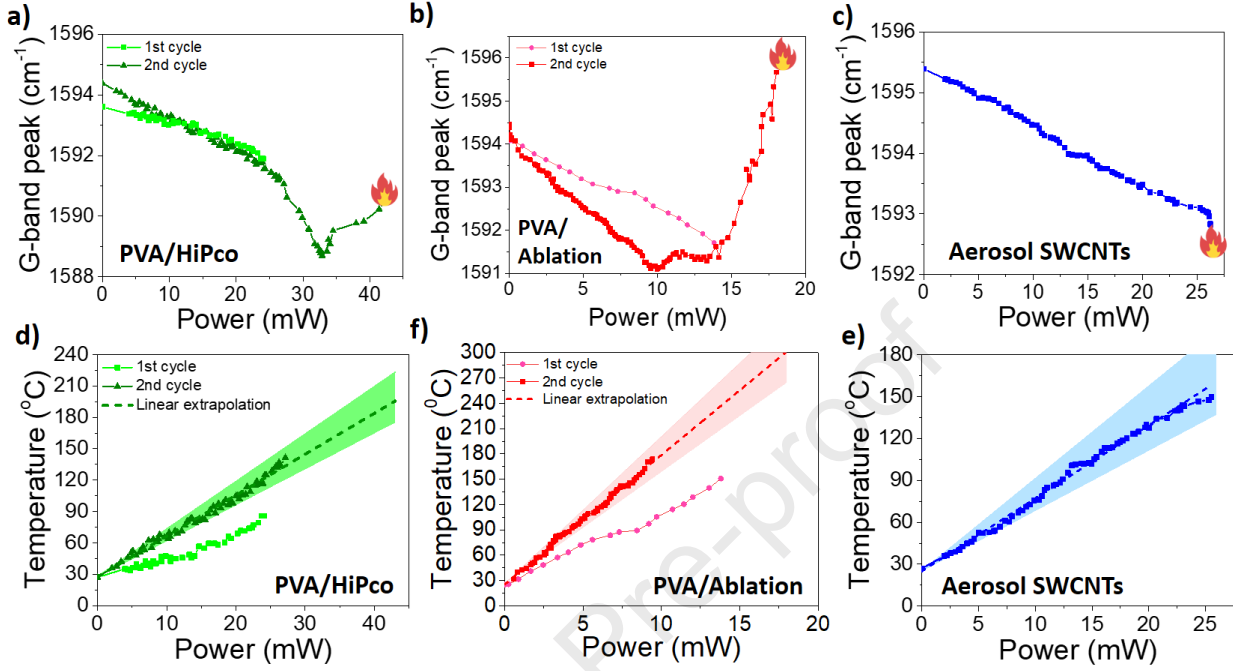 a)
G-band peak (cm⁻¹)
1596
1594
1592
1590
1588
1st cycle
2nd cycle
PVA/HiPco
0 10 20 30 40
Power (mW)
b)
G-band peak (cm⁻¹)
1596
1595
1594
1593
1592
1591
1st cycle
2nd cycle
PVA/
Ablation
0 5 10 15 20
Power (mW)
c)
G-band peak (cm⁻¹)
1596
1595
1594
1593
1592
Aerosol SWCNTs
0 5 10 15 20 25
Power (mW)
d)
Temperature (°C)
240
210
180
150
120
90
60
30
0
1st cycle
2nd cycle
Linear extrapolation
PVA/HiPco
0 10 20 30 40
Power (mW)
f)
Temperature (⁰C)
300
270
240
210
180
150
120
90
60
30
0
1st cycle
2nd cycle
Linear extrapolation
PVA/Ablation
0 5 10 15 20
Power (mW)
e)
Temperature (°C)
180
150
120
90
60
30
0
Aerosol SWCNTs
0 5 10 15 20 25
Power (mW)
Pre-proof